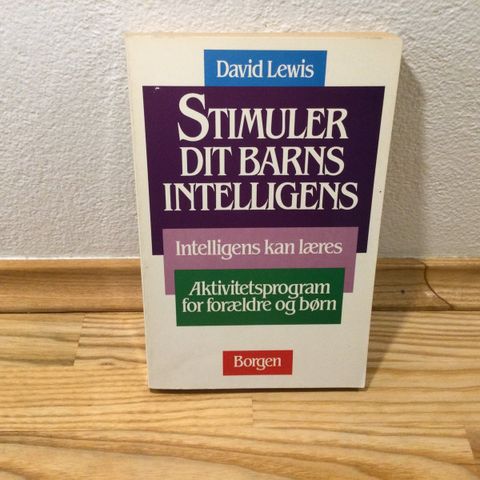 David Lewis
STIMULER
DIT BARNS
INTELLIGENS
Intelligens kan læres
Aktivitetsprogram
for forældre og børn
Borgen